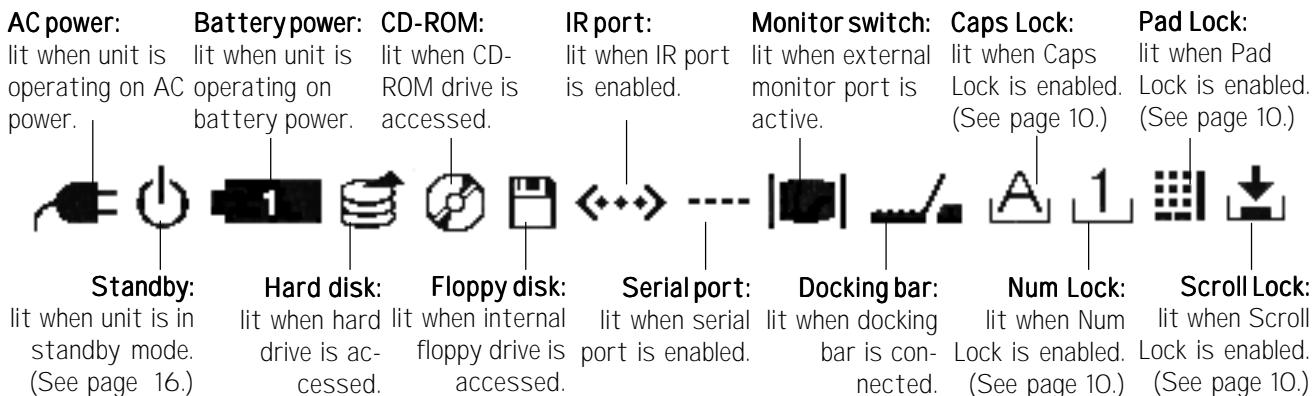 AC power:
lit when unit is
operating on AC
power.
Battery power:
lit when unit is
operating on
battery power.
CD-ROM:
lit when CD-
ROM drive is
accessed.
IR port:
lit when IR port
is enabled.
Monitor switch:
lit when external
monitor port is
active.
Caps Lock:
lit when Caps
Lock is enabled.
(See page 10.)
Pad Lock:
lit when Pad
Lock is enabled.
(See page 10.)
1
A
1
Standby:
lit when unit is in
standby mode.
(See page 16.)
Hard disk:
lit when hard
drive is ac-
cessed.
Floppy disk:
lit when internal
floppy drive is
accessed.
Serial port:
lit when serial
port is enabled.
Docking bar:
lit when docking
bar is con-
nected.
Num Lock:
lit when Num
Lock is enabled.
(See page 10.)
Scroll Lock:
lit when Scroll
Lock is enabled.
(See page 10.)